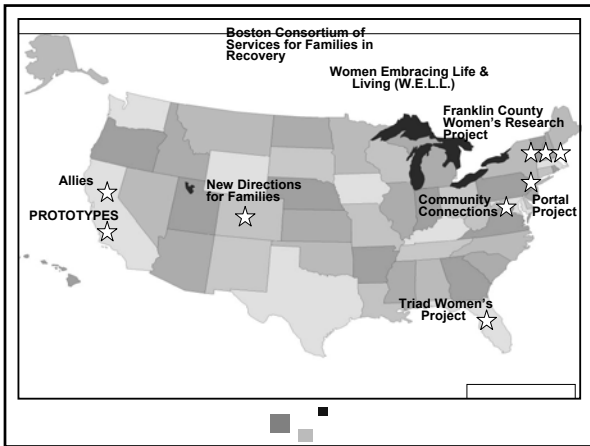 Boston Consortium of
Services for Families in
Recovery
Women Embracing Life &
Living (W.E.L.L.)
Franklin County
Women's Research
Project
Allies
New Directions
for Families
PROTOTYPES
Community
Connections
Portal
Project
Triad Women's
Project